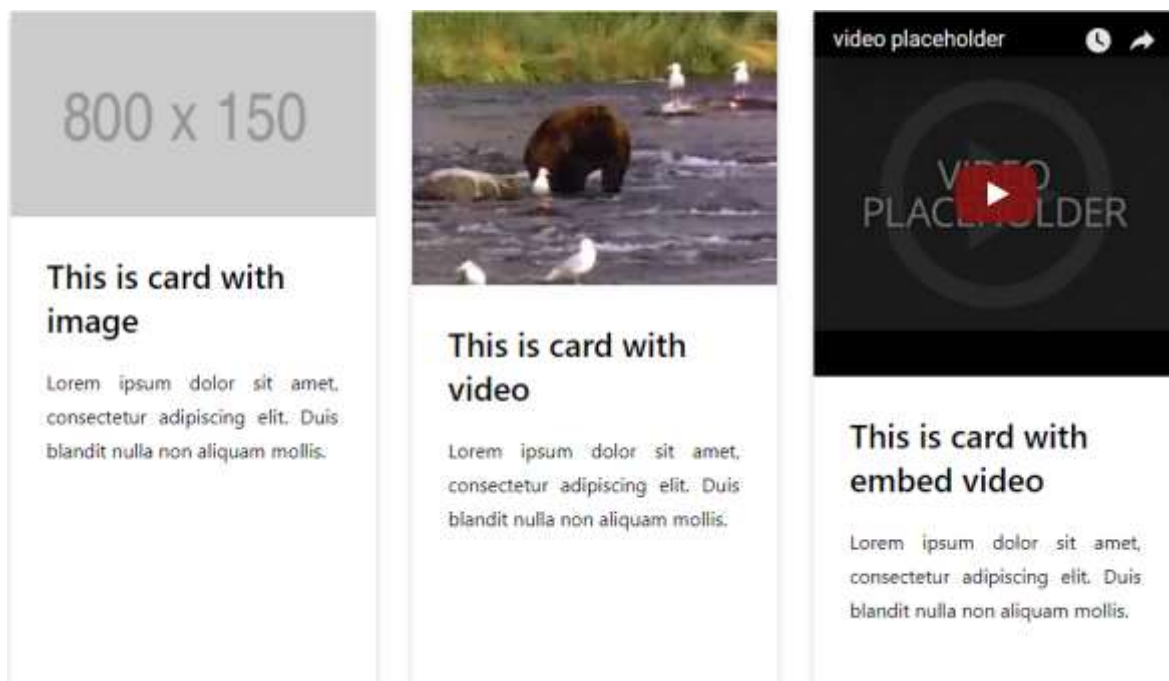 800 x 150
This is card with
image
Lorem ipsum dolor sit amet,
consectetur adipiscing elit. Duis
blandit nulla non aliquam mollis.
This is card with
video
Lorem ipsum dolor sit amet,
consectetur adipiscing elit. Duis
blandit nulla non aliquam mollis.
video placeholder
VIDEO
PLACEHOLDER
This is card with
embed video
Lorem ipsum dolor sit amet,
consectetur adipiscing elit. Duis
blandit nulla non aliquam mollis.